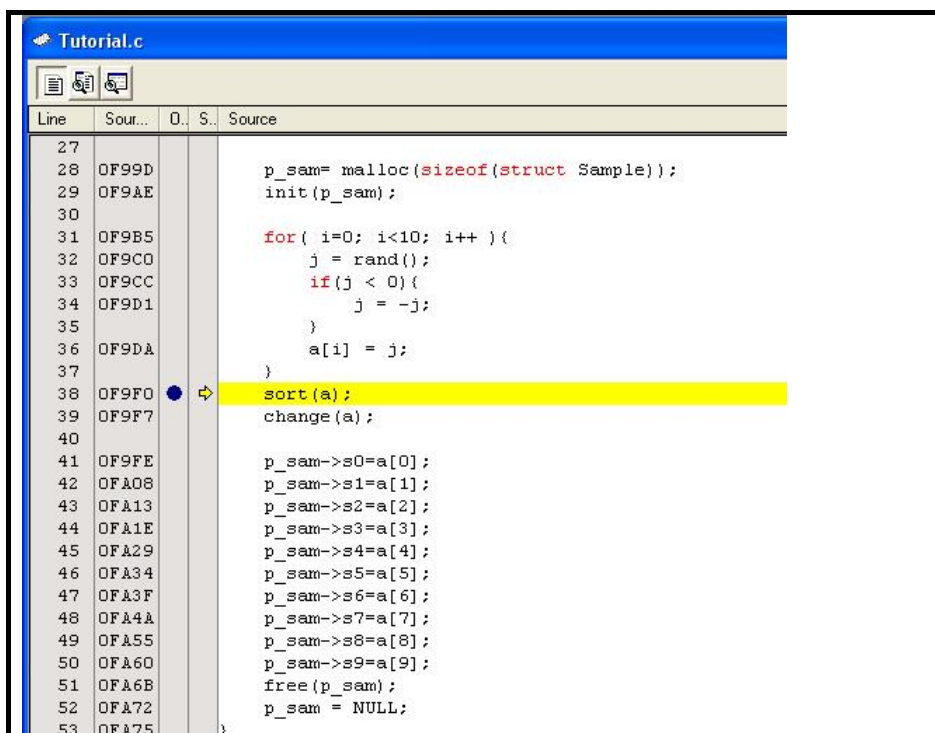 Tutorial.c
Line Sour... O.. S.. Source
27
28 0F99D p_sam= malloc(sizeof(struct Sample));
29 0F9AE init(p_sam);
30
31 0F9B5 for( i=0; i<10; i++ ){
32 0F9C0 j = rand();
33 0F9CC if(j < 0){
34 0F9D1 j = -j;
35 }
36 0F9DA a[i] = j;
37 }
38 0F9F0 sort(a);
39 0F9F7 change(a);
40
41 0F9FE p_sam->s0=a[0];
42 0FA08 p_sam->s1=a[1];
43 0FA13 p_sam->s2=a[2];
44 0FA1E p_sam->s3=a[3];
45 0FA29 p_sam->s4=a[4];
46 0FA34 p_sam->s5=a[5];
47 0FA3F p_sam->s6=a[6];
48 0FA4A p_sam->s7=a[7];
49 0FA55 p_sam->s8=a[8];
50 0FA60 p_sam->s9=a[9];
51 0FA6B free(p_sam);
52 0FA72 p_sam = NULL;
53 0FA75 }